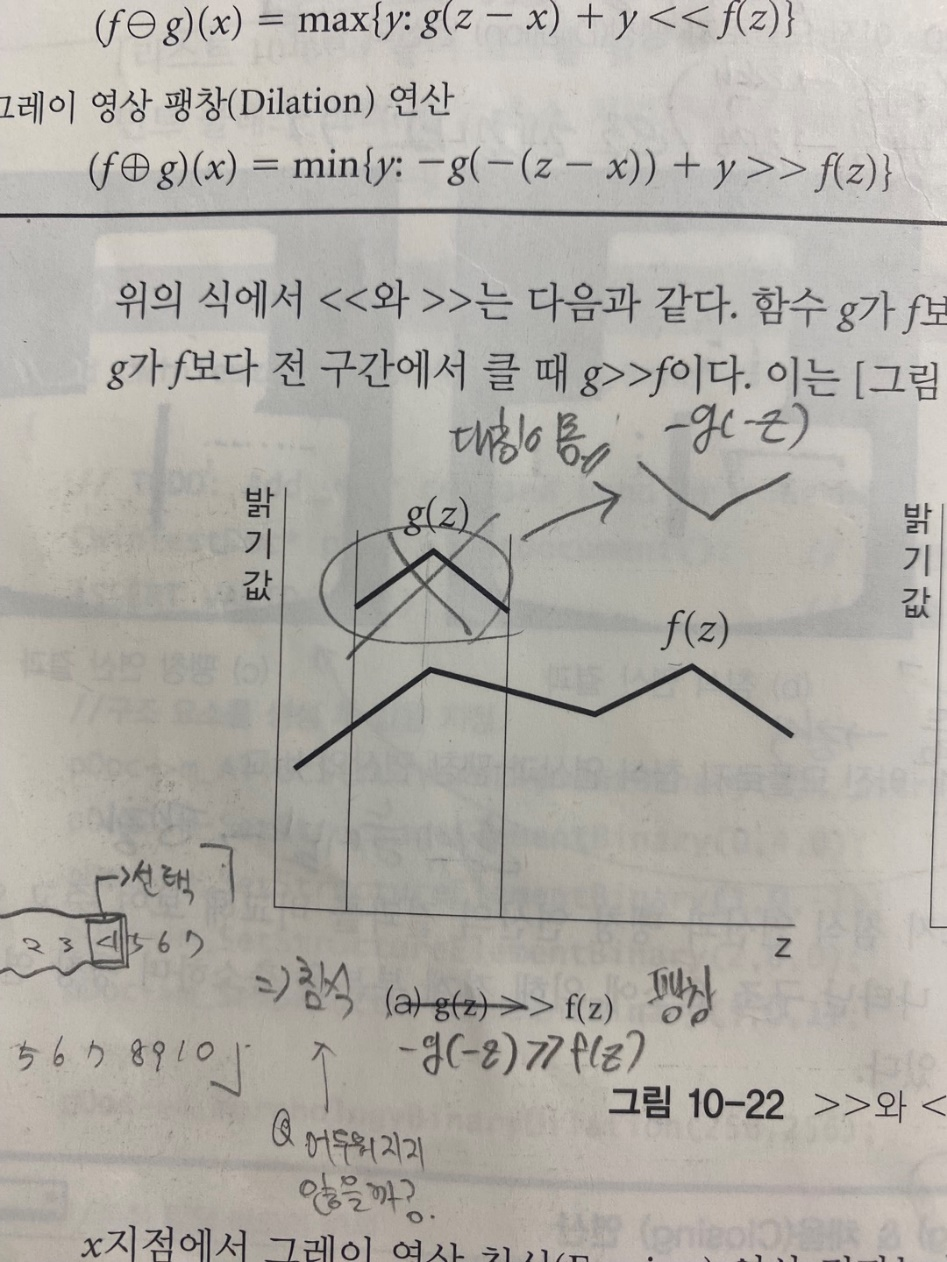 (f⊖g)(x) = max{y: g(z − x) + y << f(z)}
그레이 영상 팽창(Dilation) 연산
(f⊕g)(x) = min{y: −g(−(z − x)) + y >> f(z)}
위의 식에서 <<와 >>는 다음과 같다. 함수 g가 f보
g가 f보다 전 구간에서 클 때 g>>f이다. 이는 [그림
대칭이동 -g(-z)
밝기값
g(z)
f(z)
밝기값
z
→선택
2 3 4 5 6 7
5 6 7 8 9 10
⇒침식
(a) g(z) >> f(z) 팽창
-g(-z) >> f(z)
그림 10-22 >>와 <
Q 어두워지지
않을까?
x지점에서 그레이 영상 침식(Erosion) 연산